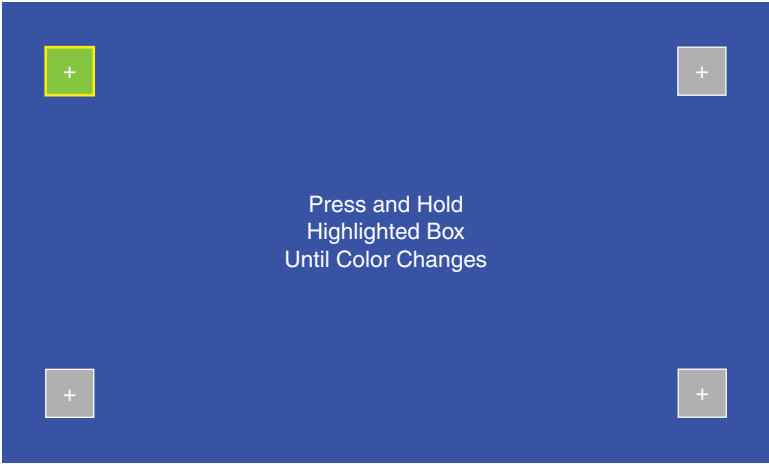 + +
Press and Hold
Highlighted Box
Until Color Changes
+ +